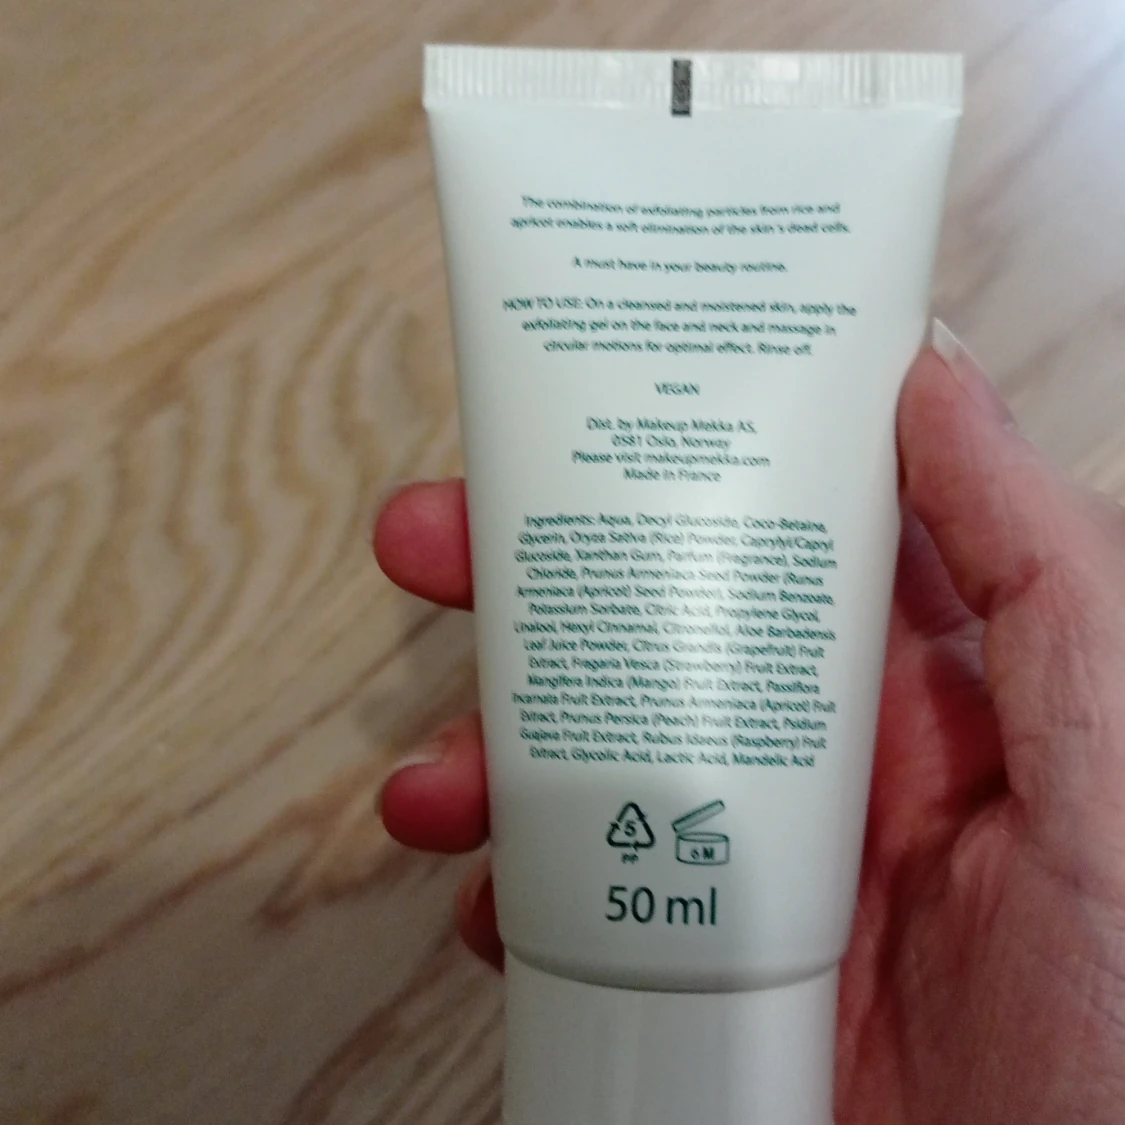 The combination of exfoliating particles from rice and
apricot enables a soft elimination of the skin's dead cells.
A must have in your beauty routine.
HOW TO USE: On a cleansed and moistened skin, apply the
exfoliating gel on the face and neck and massage in
circular motions for optimal effect. Rinse off.
VEGAN
Dist. by Makeup Mekka AS,
0581 Oslo, Norway
Please visit makeupmekka.com
Made in France
Ingredients: Aqua, Decyl Glucoside, Coco-Betaine,
Glycerin, Oryza Sativa (Rice) Powder, Caprylyl/Capryl
Glucoside, Xanthan Gum, Parfum (Fragrance), Sodium
Chloride, Prunus Armeniaca Seed Powder (Runus
Armeniaca (Apricot) Seed Powder), Sodium Benzoate,
Potassium Sorbate, Citric Acid, Propylene Glycol,
Linalool, Hexyl Cinnamal, Citronellol, Aloe Barbadensis
Leaf Juice Powder, Citrus Grandis (Grapefruit) Fruit
Extract, Fragaria Vesca (Strawberry) Fruit Extract,
Mangifera Indica (Mango) Fruit Extract, Passiflora
Incarnata Fruit Extract, Prunus Armeniaca (Apricot) Fruit
Extract, Prunus Persica (Peach) Fruit Extract, Psidium
Guajava Fruit Extract, Rubus Idaeus (Raspberry) Fruit
Extract, Glycolic Acid, Lactic Acid, Mandelic Acid
5
PP
6 M
50 ml